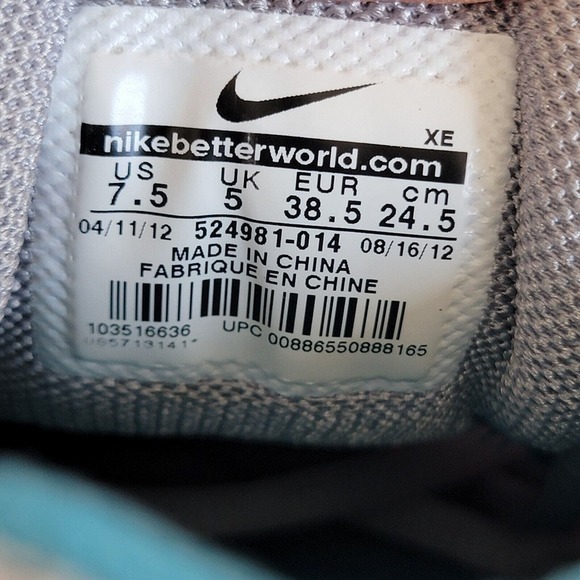 XE
nikebetterworld.com
US UK EUR cm
7.5 5 38.5 24.5
04/11/12 524981-014 08/16/12
MADE IN CHINA
FABRIQUE EN CHINE
103516636 UPC 00886550888165